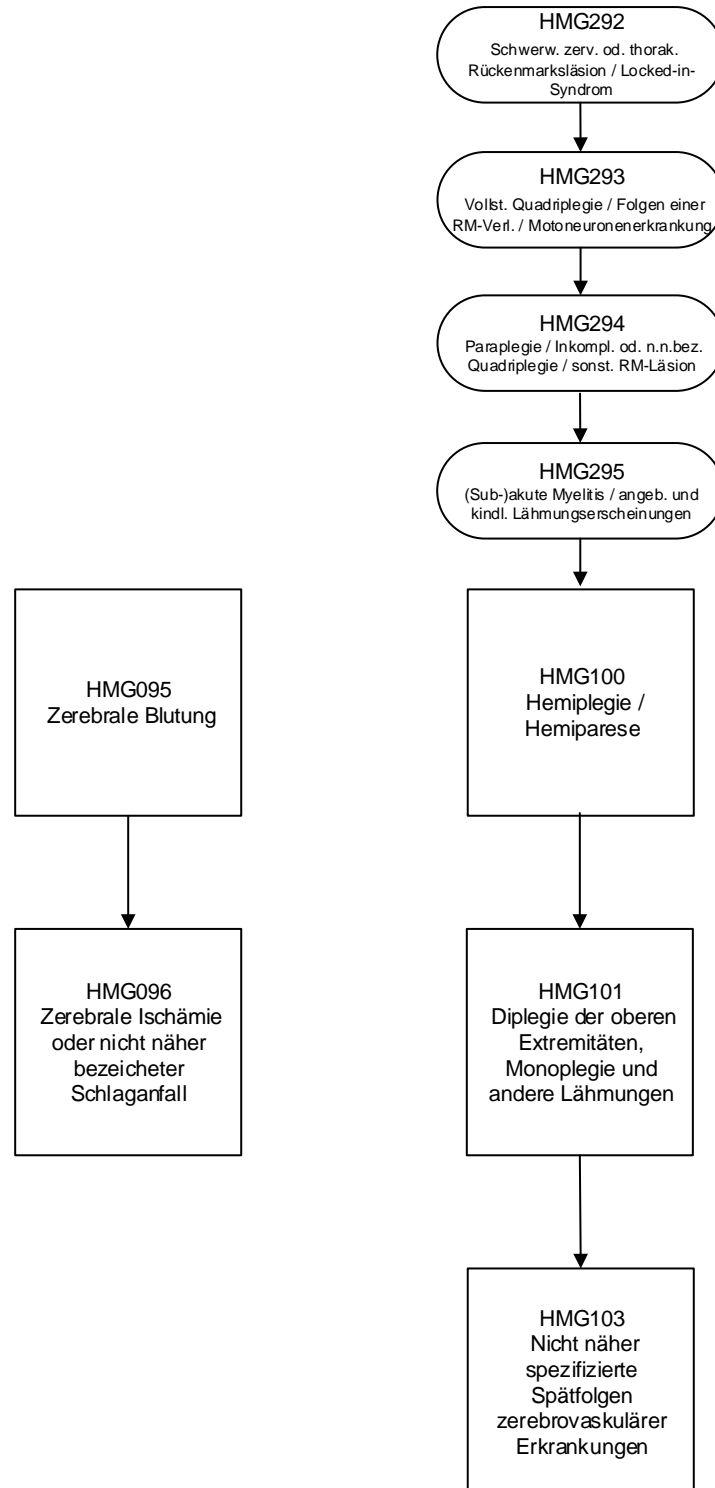 HMG292
Schwerw. zerv. od. thorak.
Rückenmarksläsion / Locked-in-
Syndrom
HMG293
Vollst. Quadriplegie / Folgen einer
RM-Verl. / Motoneuronenerkrankung
HMG294
Paraplegie / Inkompl. od. n.n.bez.
Quadriplegie / sonst. RM-Läsion
HMG295
(Sub-)akute Myelitis / angeb. und
kindl. Lähmungserscheinungen
HMG095
Zerebrale Blutung
HMG100
Hemiplegie /
Hemiparese
HMG096
Zerebrale Ischämie
oder nicht näher
bezeicheter
Schlaganfall
HMG101
Diplegie der oberen
Extremitäten,
Monoplegie und
andere Lähmungen
HMG103
Nicht näher
spezifizierte
Spätfolgen
zerebrovaskulärer
Erkrankungen